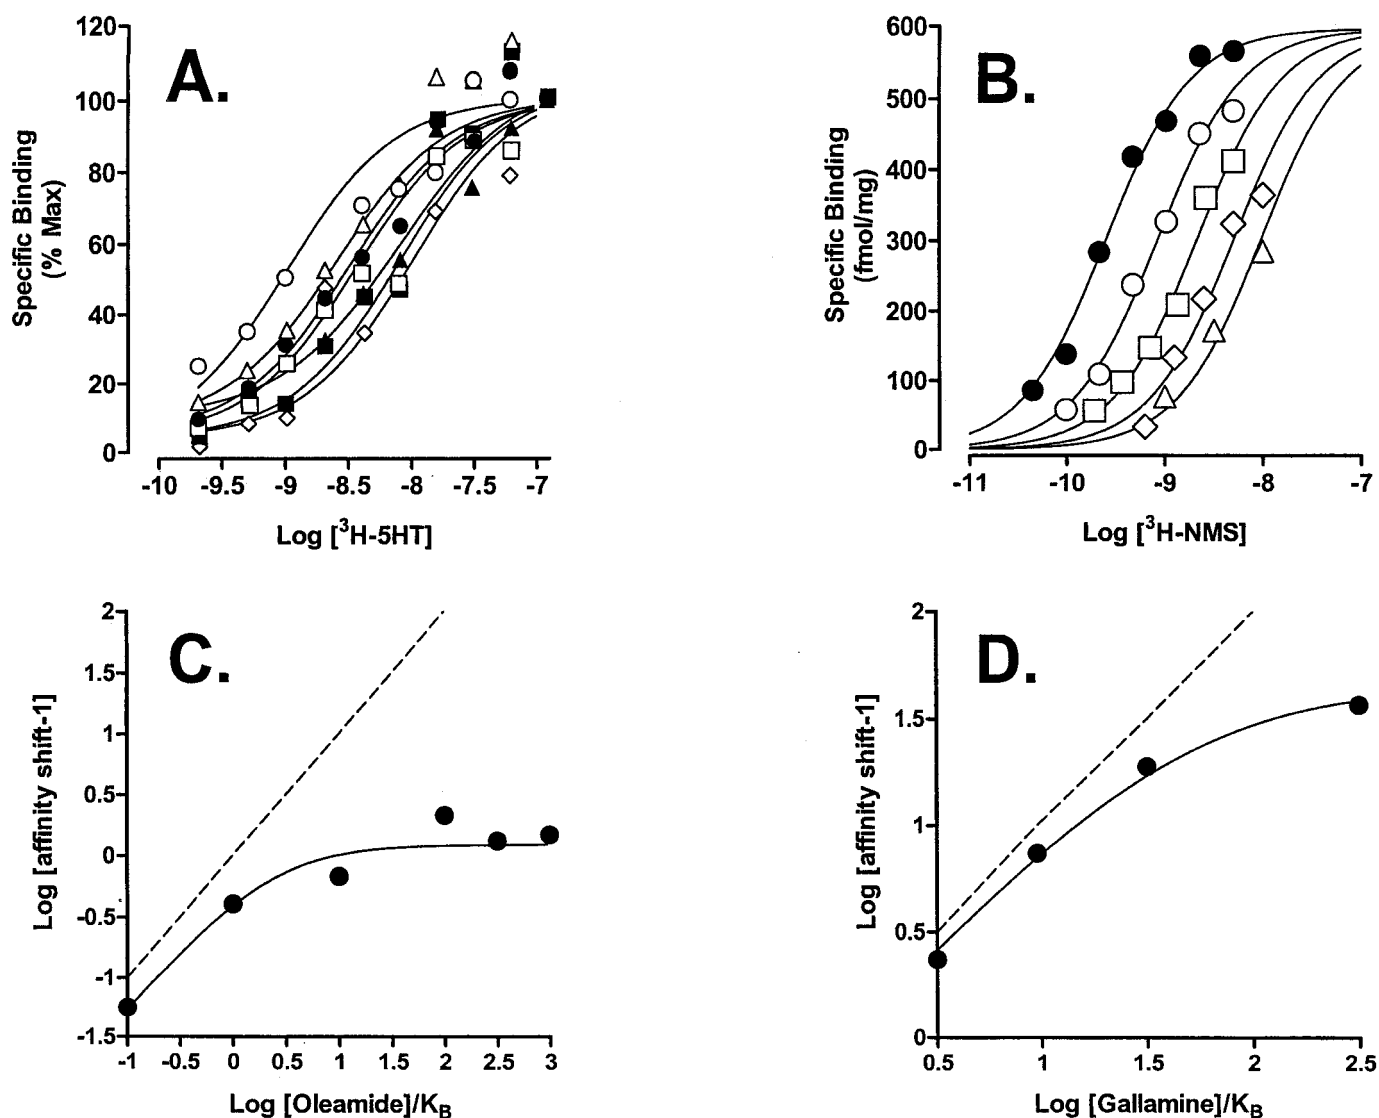 A.
120
100
80
60
40
20
0
Specific Binding
(% Max)
-10 -9.5 -9 -8.5 -8 -7.5 -7
Log [³H-5HT]
B.
600
500
400
300
200
100
0
Specific Binding
(fmol/mg)
-11 -10 -9 -8 -7
Log [³H-NMS]
C.
2
1.5
1
0.5
0
-0.5
-1
-1.5
Log [affinity shift-1]
-1 -0.5 0 0.5 1 1.5 2 2.5 3
Log [Oleamide]/K_B
D.
2
1.5
1
0.5
0
Log [affinity shift-1]
0.5 1 1.5 2 2.5
Log [Gallamine]/K_B